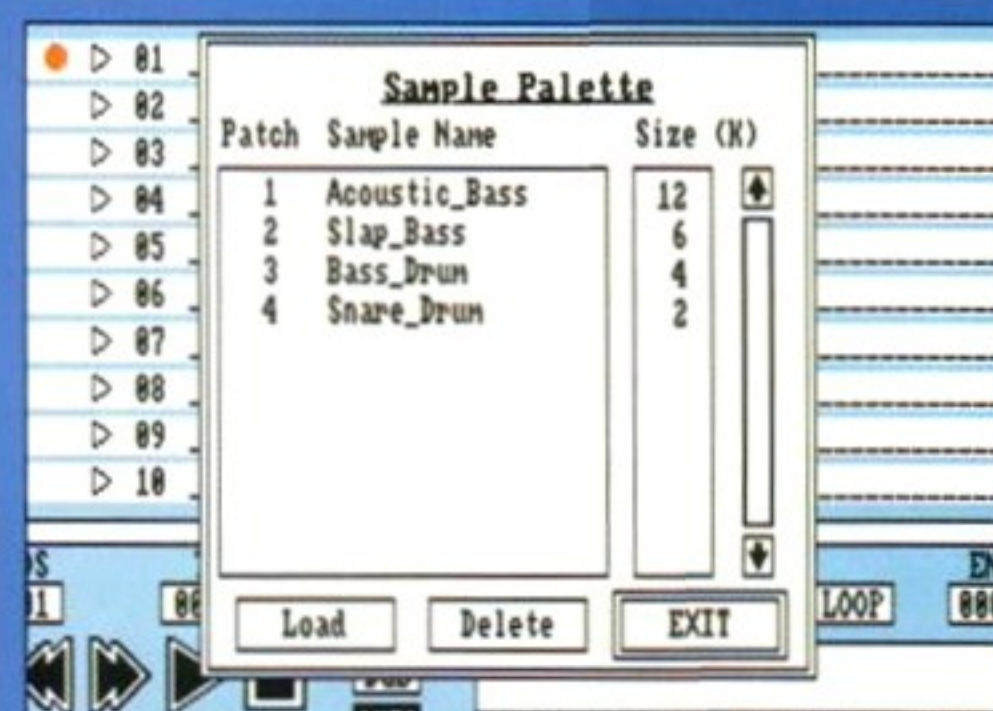 01
02
03
04
05
06
07
08
09
10
Sample Palette
Patch Sample Name Size (K)
1 Acoustic_Bass 12
2 Slap_Bass 6
3 Bass_Drum 4
4 Snare_Drum 2
Load Delete EXIT
LOOP